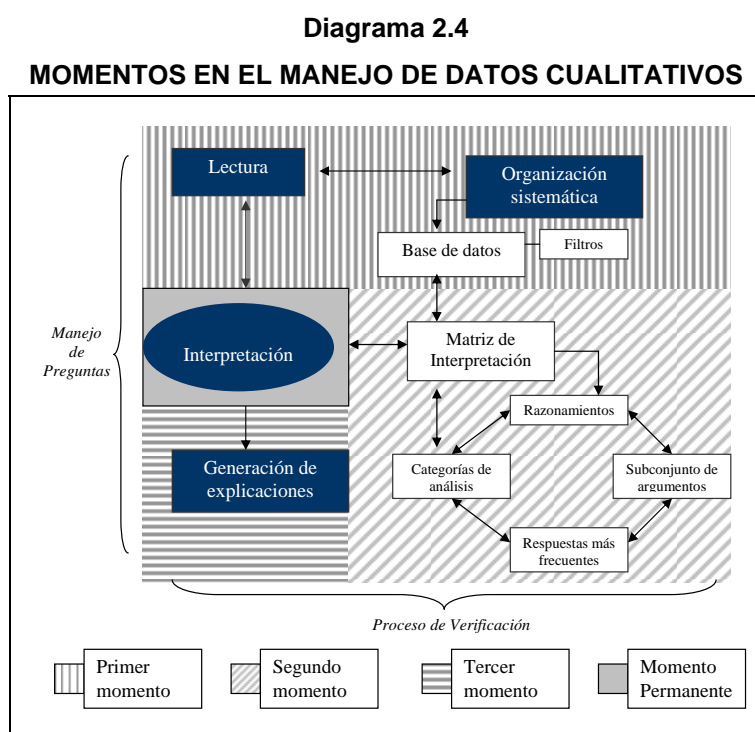 Diagrama 2.4
MOMENTOS EN EL MANEJO DE DATOS CUALITATIVOS
Lectura
Organización
sistemática
Base de datos
Filtros
Manejo
de
Preguntas
Interpretación
Matriz de
Interpretación
Razonamientos
Generación de
explicaciones
Categorías de
análisis
Subconjunto de
argumentos
Respuestas más
frecuentes
Proceso de Verificación
Primer
momento
Segundo
momento
Tercer
momento
Momento
Permanente